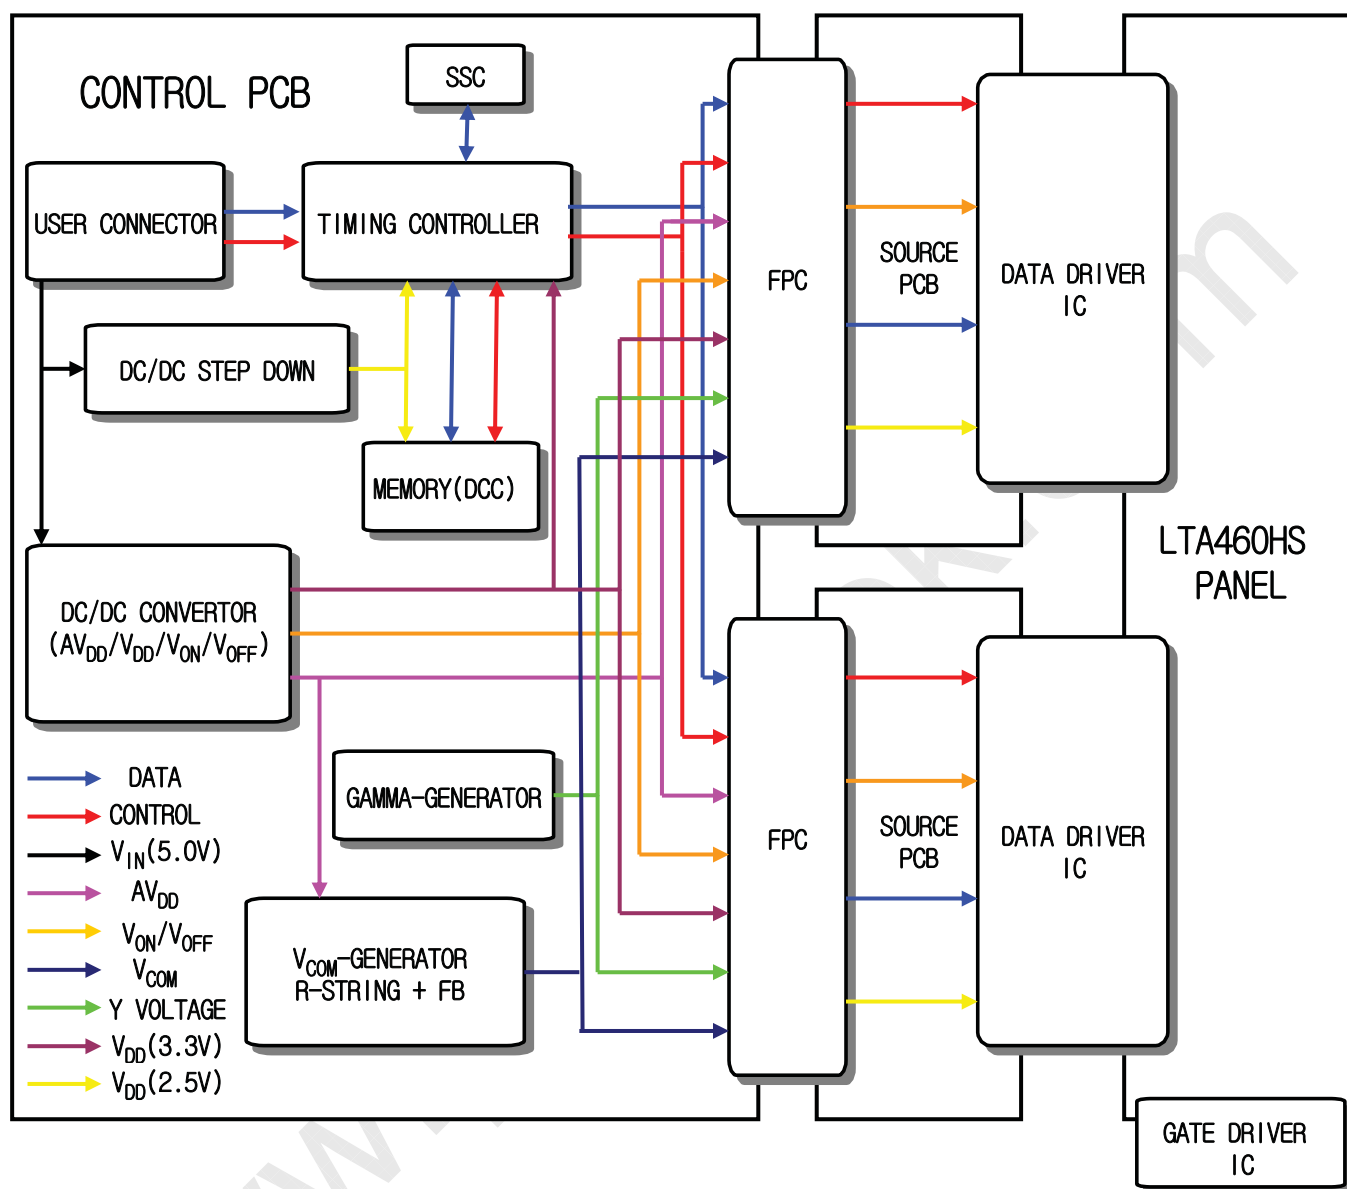 CONTROL PCB
SSC
USER CONNECTOR
TIMING CONTROLLER
DC/DC STEP DOWN
MEMORY(DCC)
DC/DC CONVERTOR
(AVDD/VDD/VON/VOFF)
GAMMA-GENERATOR
VCOM-GENERATOR
R-STRING + FB
DATA
CONTROL
VIN(5.0V)
AVDD
VON/VOFF
VCOM
Y VOLTAGE
VDD(3.3V)
VDD(2.5V)
FPC
SOURCE
PCB
DATA DRIVER
IC
LTA460HS
PANEL
FPC
SOURCE
PCB
DATA DRIVER
IC
GATE DRIVER
IC